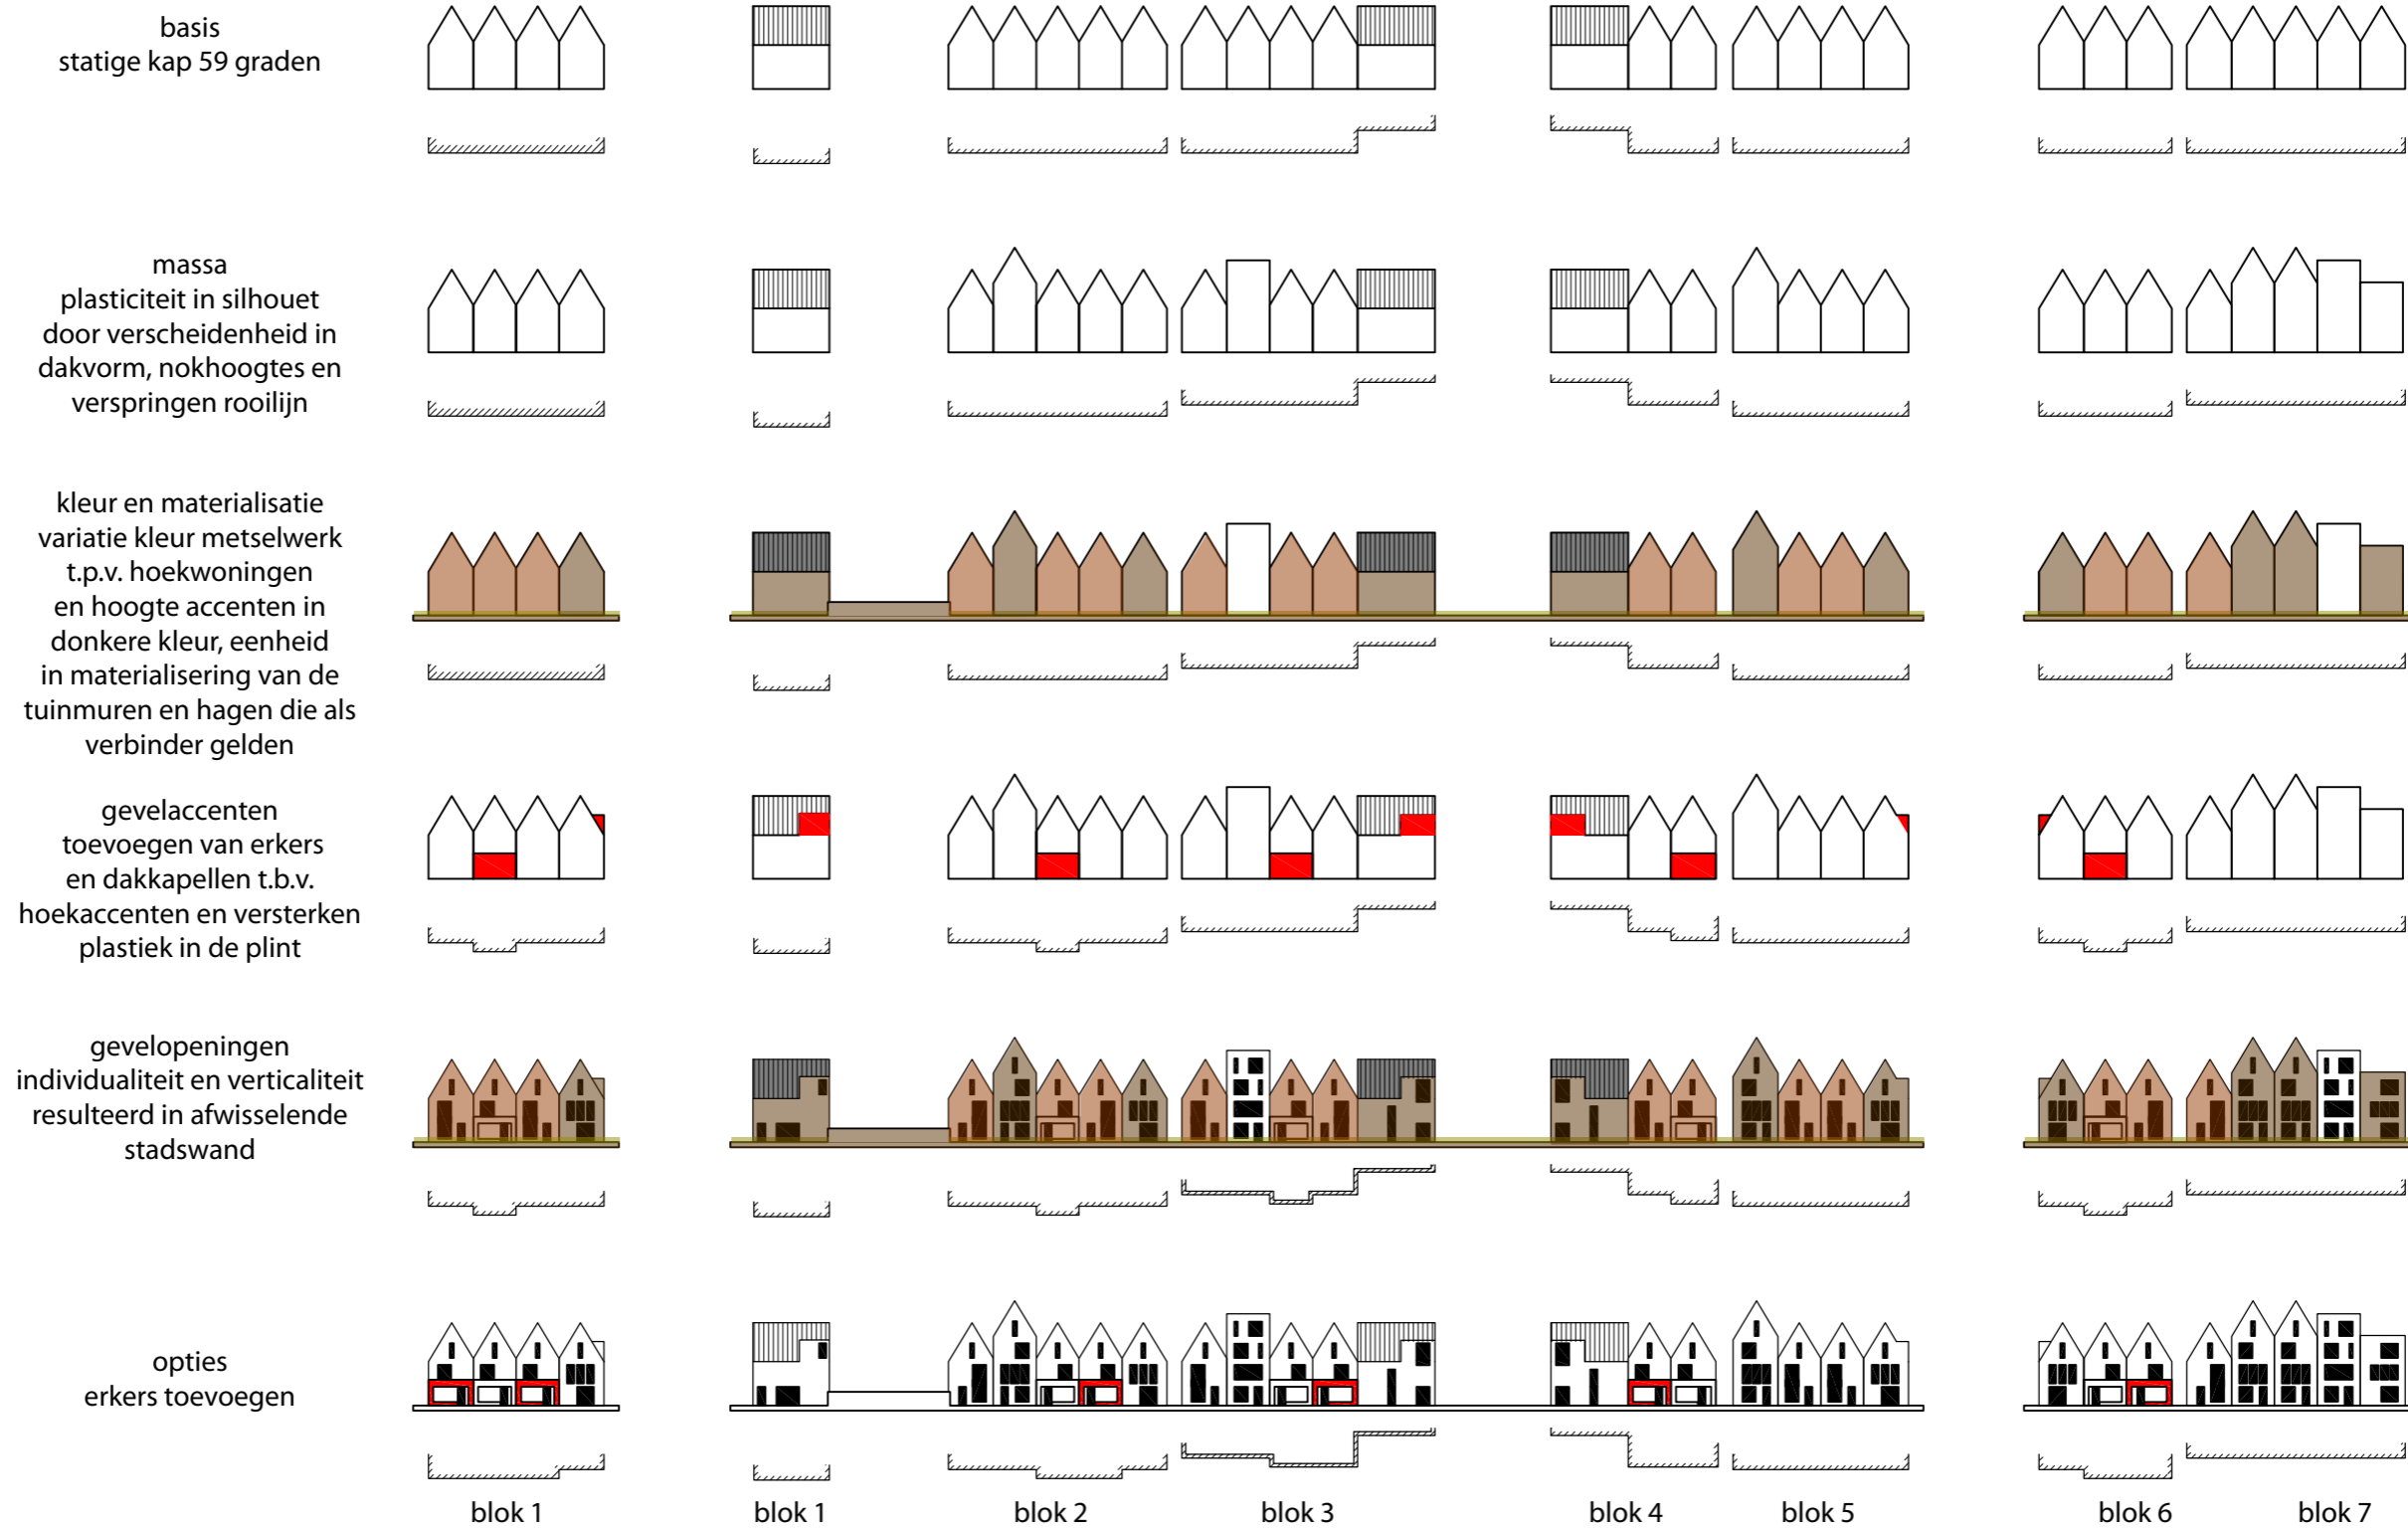 basis
statige kap 59 graden
massa
plasticiteit in silhouet
door verscheidenheid in
dakvorm, nokhoogtes en
verspringen rooilijn
kleur en materialisatie
variatie kleur metselwerk
t.p.v. hoekwoningen
en hoogte accenten in
donkere kleur, eenheid
in materialisering van de
tuinmuren en hagen die als
verbinder gelden
gevelaccenten
toevoegen van erkers
en dakkapellen t.b.v.
hoekaccenten en versterken
plastiek in de plint
gevelopeningen
individualiteit en verticaliteit
resulteerd in afwisselende
stadswand
opties
erkers toevoegen
blok 1 blok 1 blok 2 blok 3 blok 4 blok 5 blok 6 blok 7